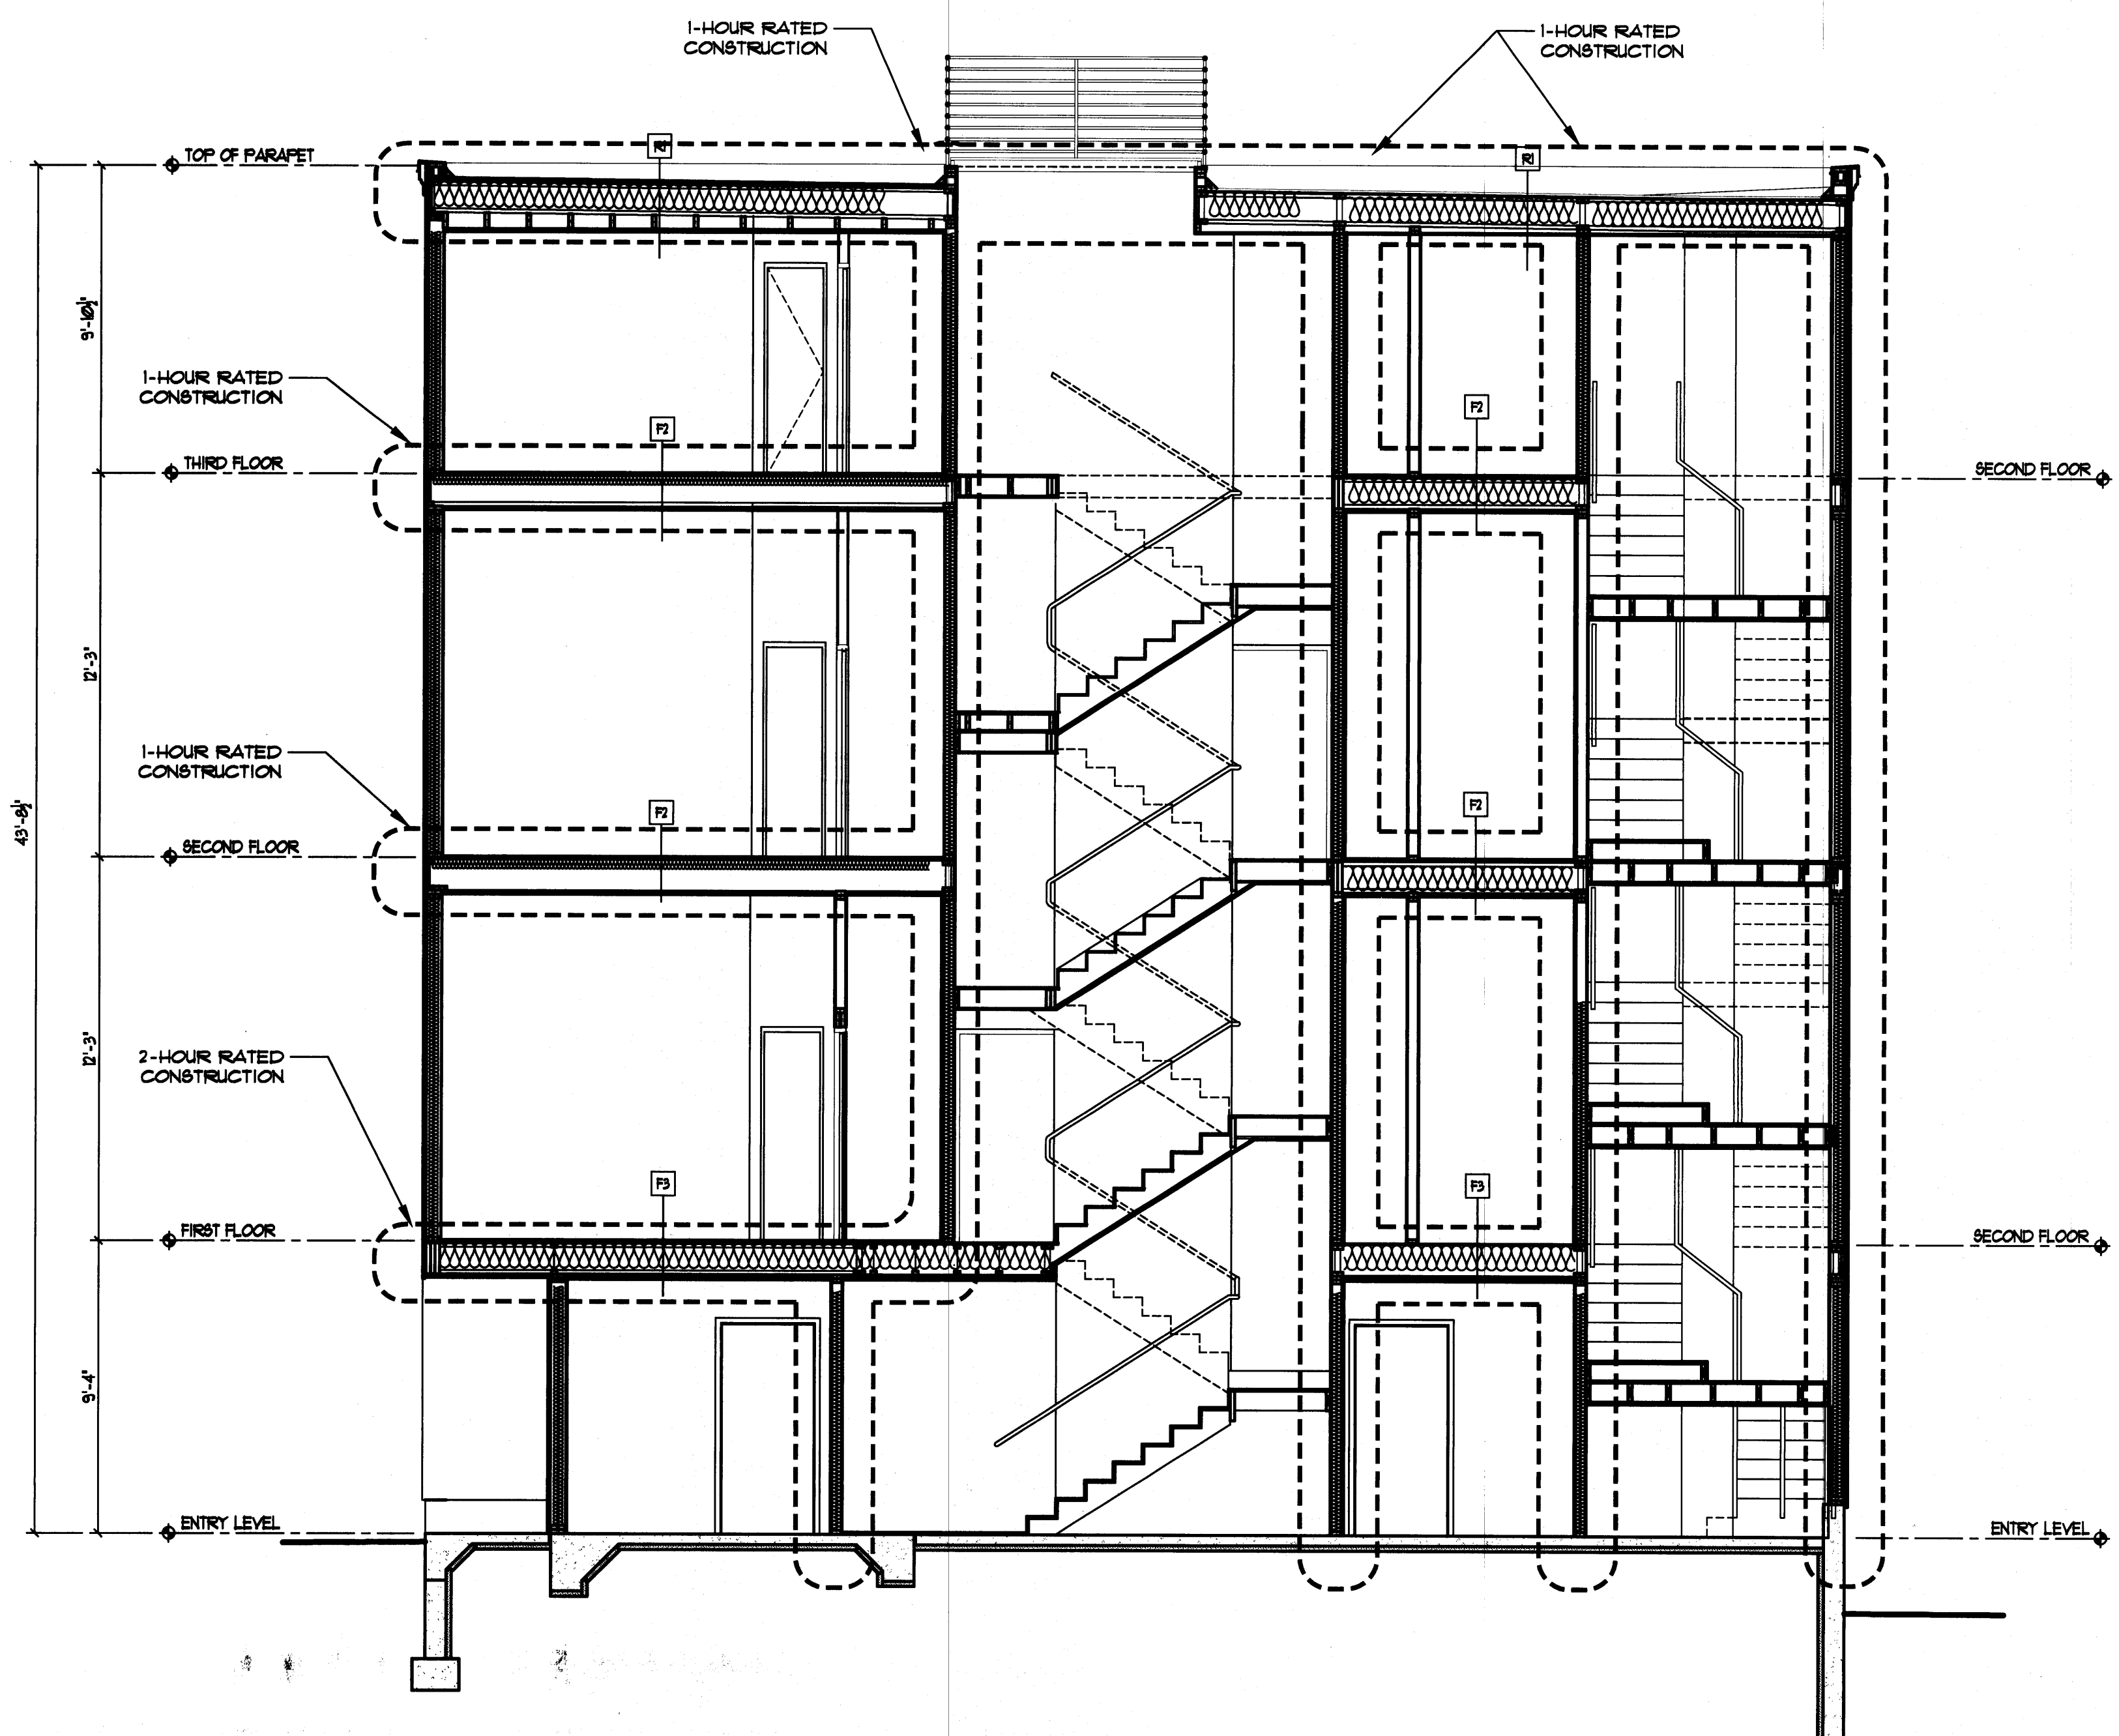 1-HOUR RATED
CONSTRUCTION
1-HOUR RATED
CONSTRUCTION
TOP OF PARAPET
9'-10½"
1-HOUR RATED
CONSTRUCTION
F2
F2
THIRD FLOOR
SECOND FLOOR
12'-3"
1-HOUR RATED
CONSTRUCTION
F2
F2
43'-8½"
SECOND FLOOR
12'-3"
2-HOUR RATED
CONSTRUCTION
F3
F3
FIRST FLOOR
SECOND FLOOR
9'-4"
ENTRY LEVEL
ENTRY LEVEL